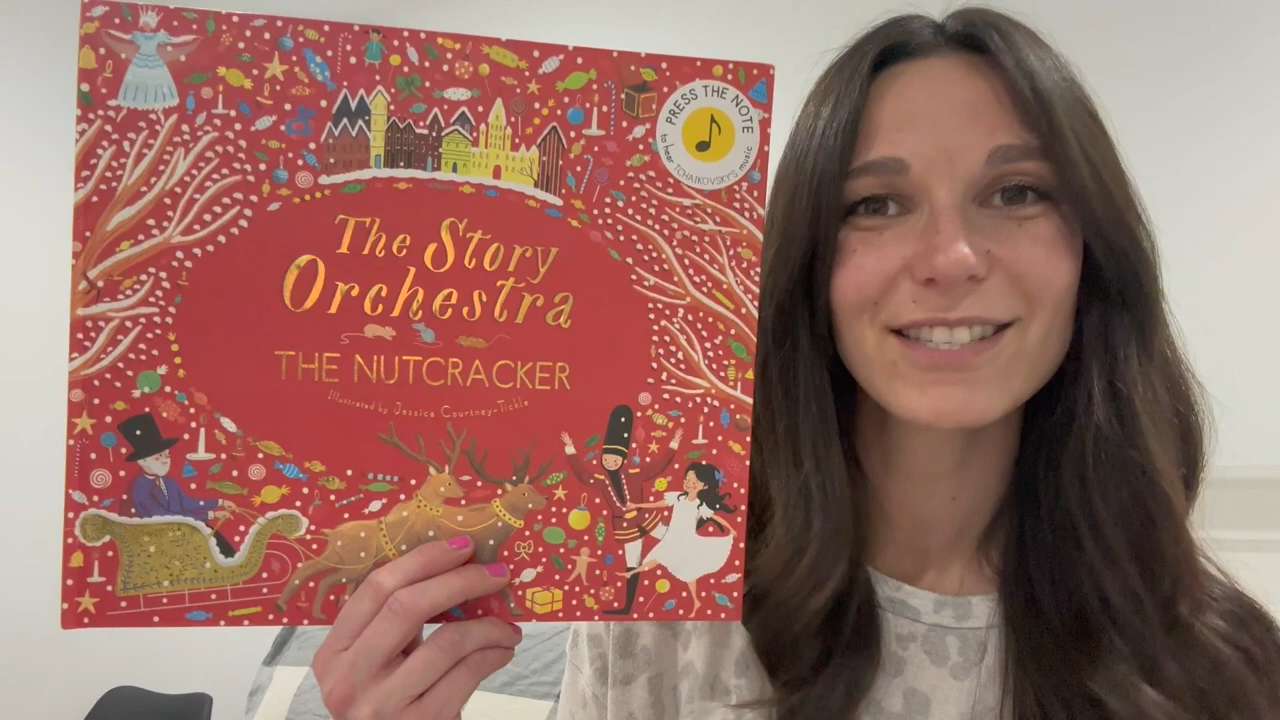 PRESS THE NOTE
to hear TCHAIKOVSKY'S music
The Story
Orchestra
THE NUTCRACKER
Illustrated by Jessica Courtney-Tickle